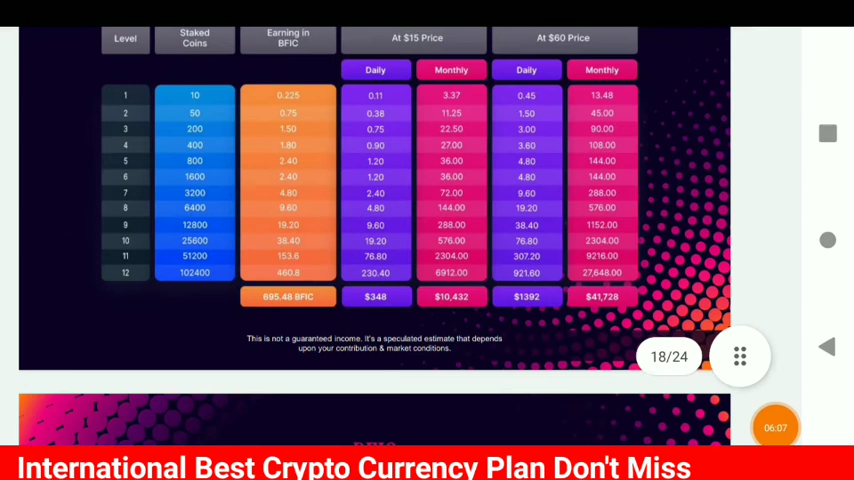 Level Staked Coins Earning in BFIC At $15 Price At $60 Price
Daily Monthly Daily Monthly
1 10 0.225 0.11 3.37 0.45 13.48
2 50 0.75 0.38 11.25 1.50 45.00
3 200 1.50 0.75 22.50 3.00 90.00
4 400 1.80 0.90 27.00 3.60 108.00
5 800 2.40 1.20 36.00 4.80 144.00
6 1600 2.40 1.20 36.00 4.80 144.00
7 3200 4.80 2.40 72.00 9.60 288.00
8 6400 9.60 4.80 144.00 19.20 576.00
9 12800 19.20 9.60 288.00 38.40 1152.00
10 25600 38.40 19.20 576.00 76.80 2304.00
11 51200 153.6 76.80 2304.00 307.20 9216.00
12 102400 460.8 230.40 6912.00 921.60 27,648.00
695.48 BFIC $348 $10,432 $1392 $41,728
This is not a guaranteed income. It's a speculated estimate that depends
upon your contribution & market conditions.
18/24
06:07
International Best Crypto Currency Plan Don't Miss